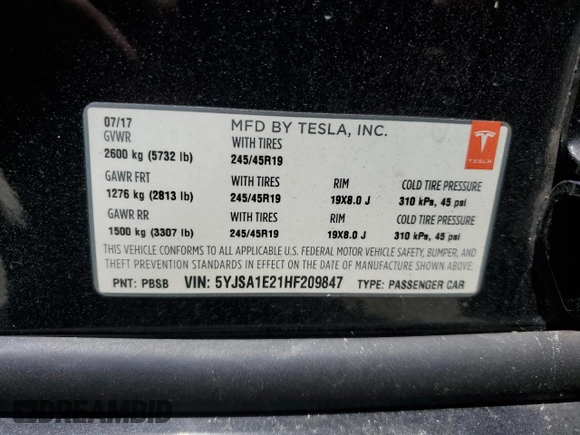 07/17 MFD BY TESLA, INC.
GVWR WITH TIRES
2600 kg (5732 lb) 245/45R19
TESLA
GAWR FRT WITH TIRES RIM COLD TIRE PRESSURE
1276 kg (2813 lb) 245/45R19 19X8.0 J 310 kPa, 45 psi
GAWR RR WITH TIRES RIM COLD TIRE PRESSURE
1500 kg (3307 lb) 245/45R19 19X8.0 J 310 kPa, 45 psi
THIS VEHICLE CONFORMS TO ALL APPLICABLE U.S. FEDERAL MOTOR VEHICLE SAFETY, BUMPER, AND
THEFT PREVENTION STANDARDS IN EFFECT ON THE DATE OF MANUFACTURE SHOWN ABOVE.
PNT: PBSB VIN: 5YJSA1E21HF209847 TYPE: PASSENGER CAR
DREAMBID